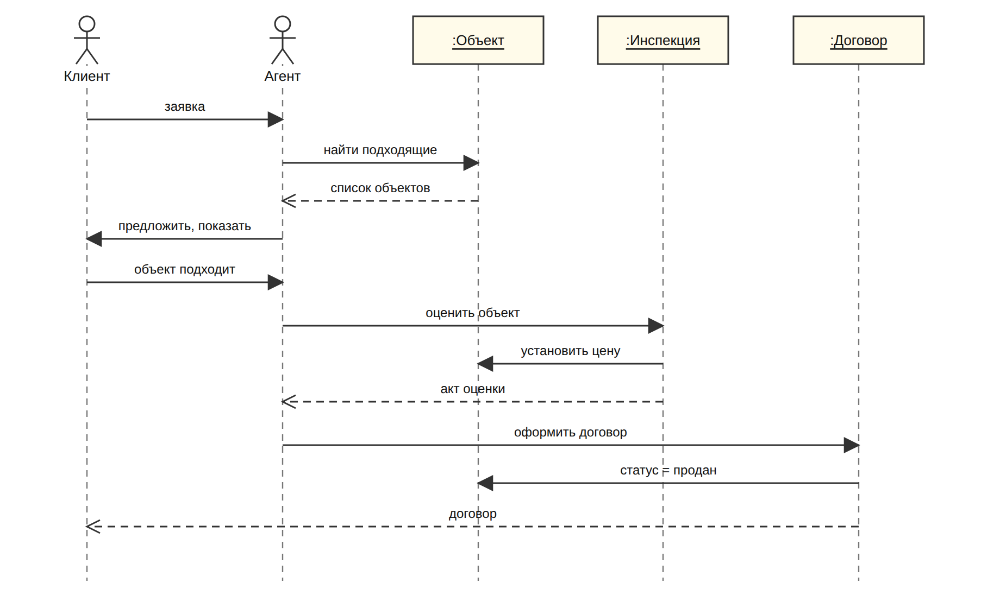 :Объект
:Инспекция
:Договор
Клиент
Агент
заявка
найти подходящие
список объектов
предложить, показать
объект подходит
оценить объект
установить цену
акт оценки
оформить договор
статус = продан
договор